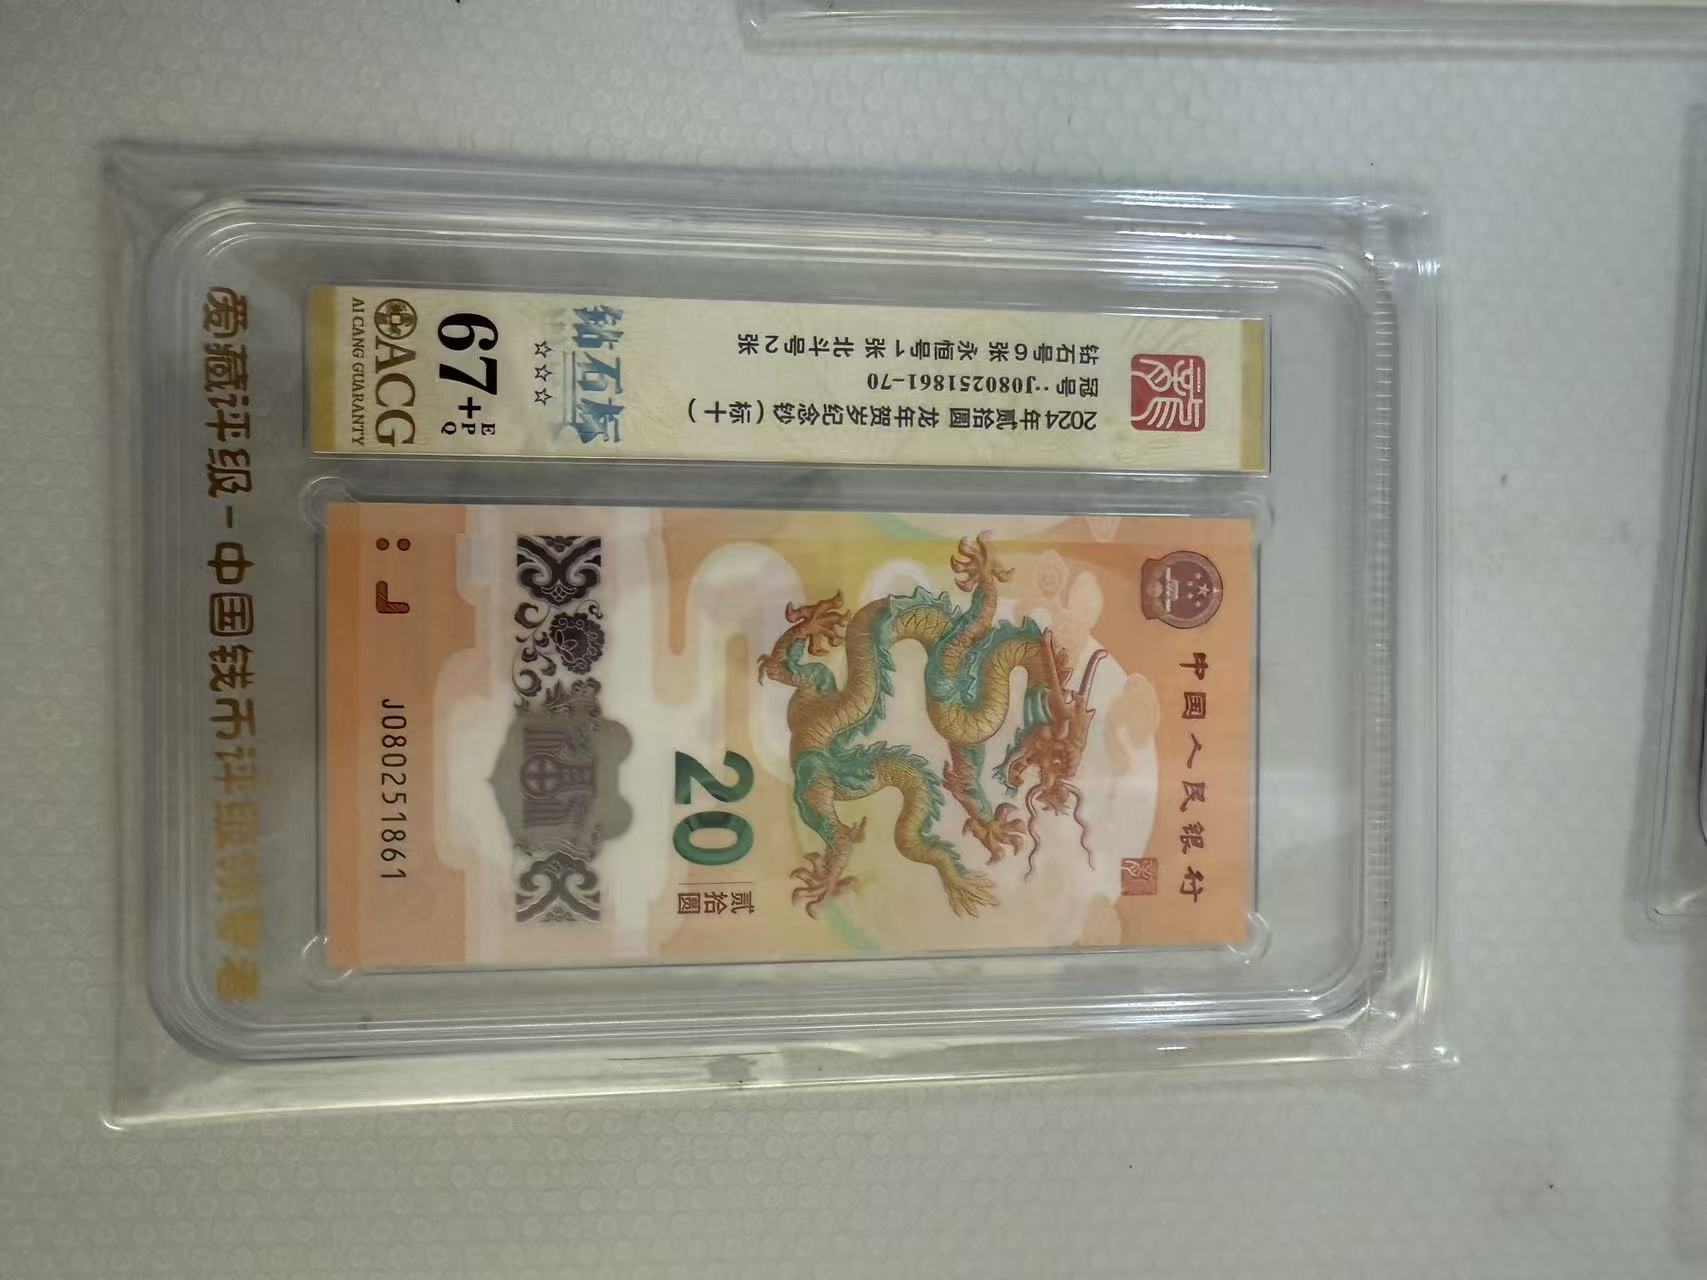 2024年贰拾圆 龙年贺岁纪念钞(标十)
冠号:J080251861-70
钻石号6张 永恒号1张 北斗号2张
钻石标
☆☆☆
67+
E
P
Q
ACG
AI CANG GUARANTY
中国人民银行
20
贰拾圆
J080251861
爱藏评级-中国钱币评级领导者